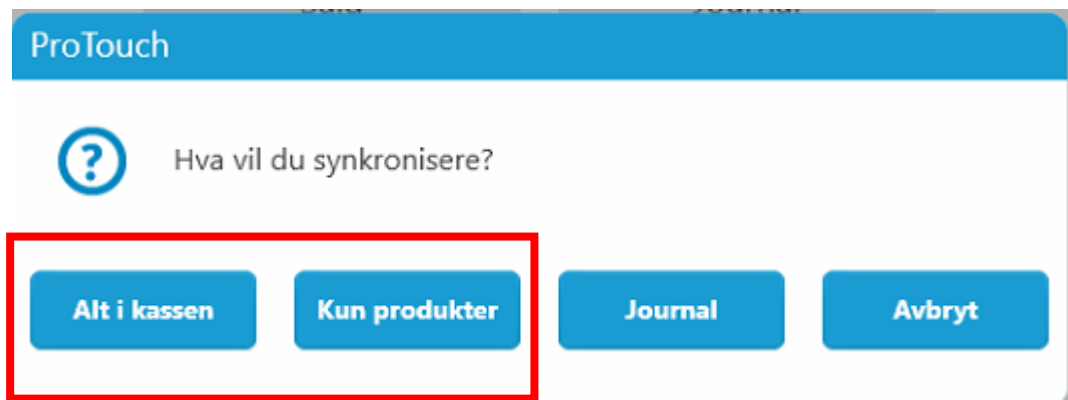 ProTouch
?
Hva vil du synkronisere?
Alt i kassen
Kun produkter
Journal
Avbryt